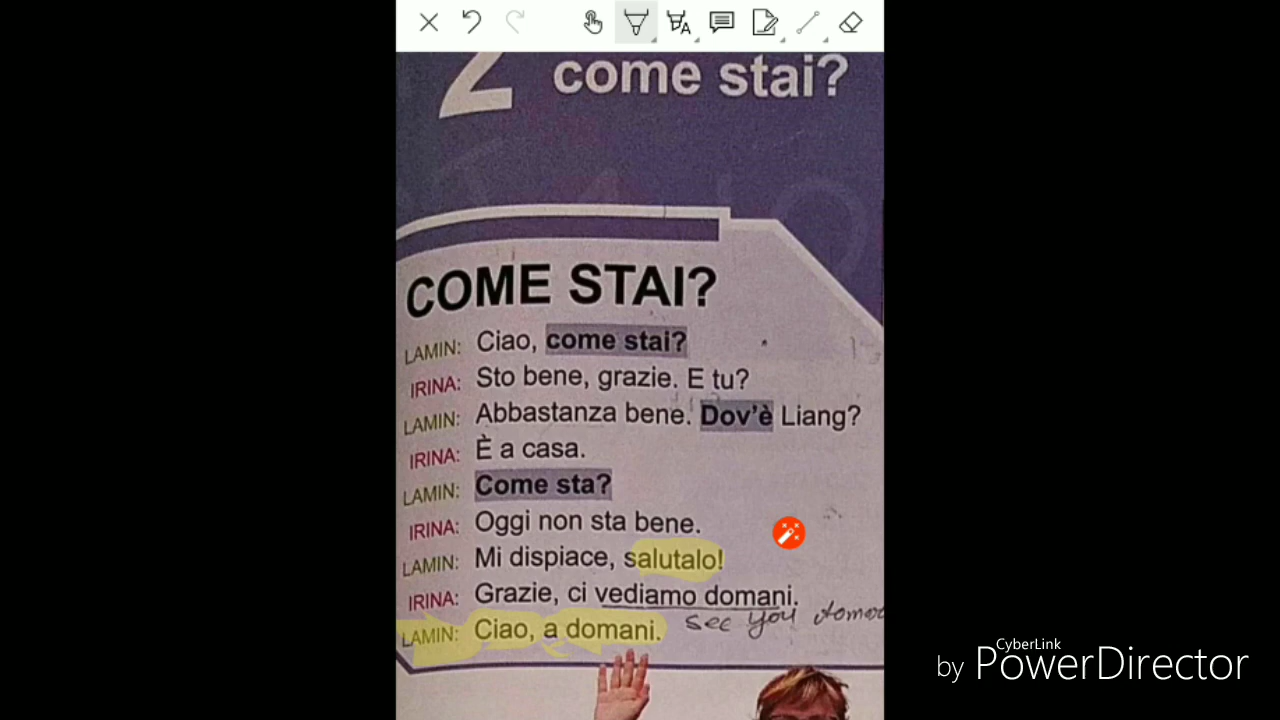 2 come stai?
COME STAI?
LAMIN: Ciao, come stai?
IRINA: Sto bene, grazie. E tu?
LAMIN: Abbastanza bene. Dov'è Liang?
IRINA: È a casa.
LAMIN: Come sta?
IRINA: Oggi non sta bene.
LAMIN: Mi dispiace, salutalo!
IRINA: Grazie, ci vediamo domani.
see you
LAMIN: Ciao, a domani.
CyberLink
by PowerDirector